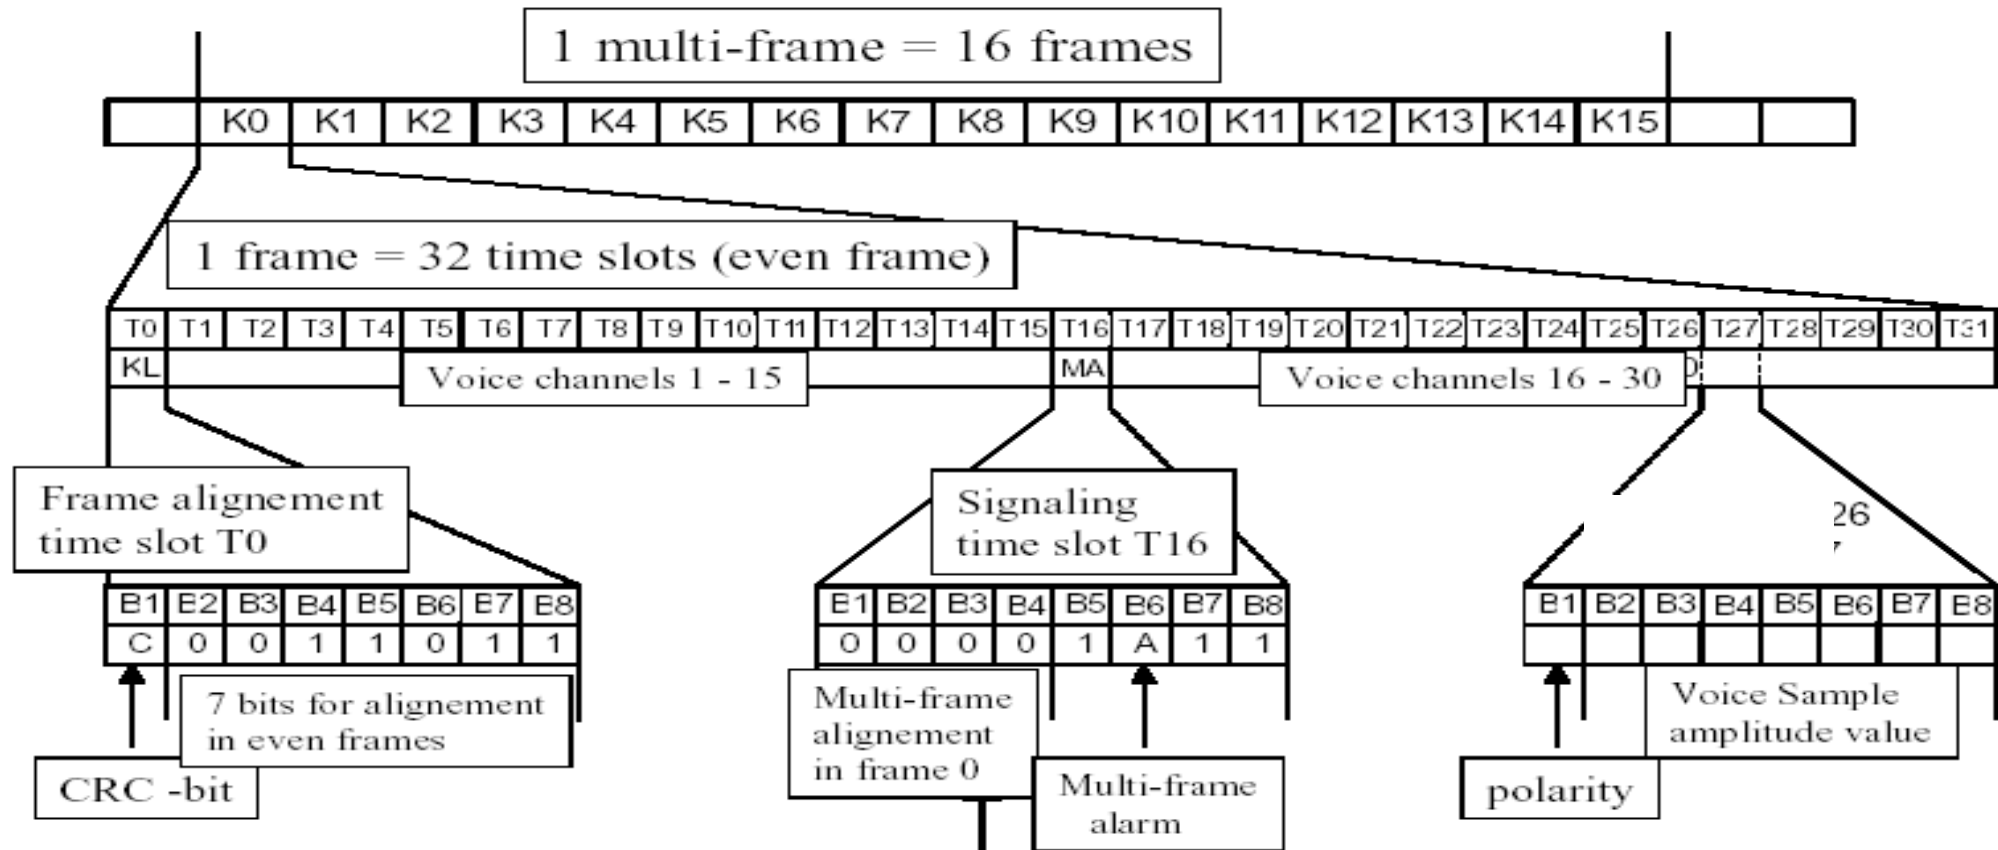 1 multi-frame = 16 frames
K0 K1 K2 K3 K4 K5 K6 K7 K8 K9 K10 K11 K12 K13 K14 K15
1 frame = 32 time slots (even frame)
T0 T1 T2 T3 T4 T5 T6 T7 T8 T9 T10 T11 T12 T13 T14 T15 T16 T17 T18 T19 T20 T21 T22 T23 T24 T25 T26 T27 T28 T29 T30 T31
KL Voice channels 1 - 15 MA Voice channels 16 - 30
Frame alignement
time slot T0
Signaling
time slot T16
26
B1 B2 B3 B4 B5 B6 B7 B8
C 0 0 1 1 0 1 1
7 bits for alignement
in even frames
CRC -bit
B1 B2 B3 B4 B5 B6 B7 B8
0 0 0 0 1 A 1 1
Multi-frame
alignement
in frame 0
Multi-frame
alarm
B1 B2 B3 B4 B5 B6 B7 B8
Voice Sample
amplitude value
polarity